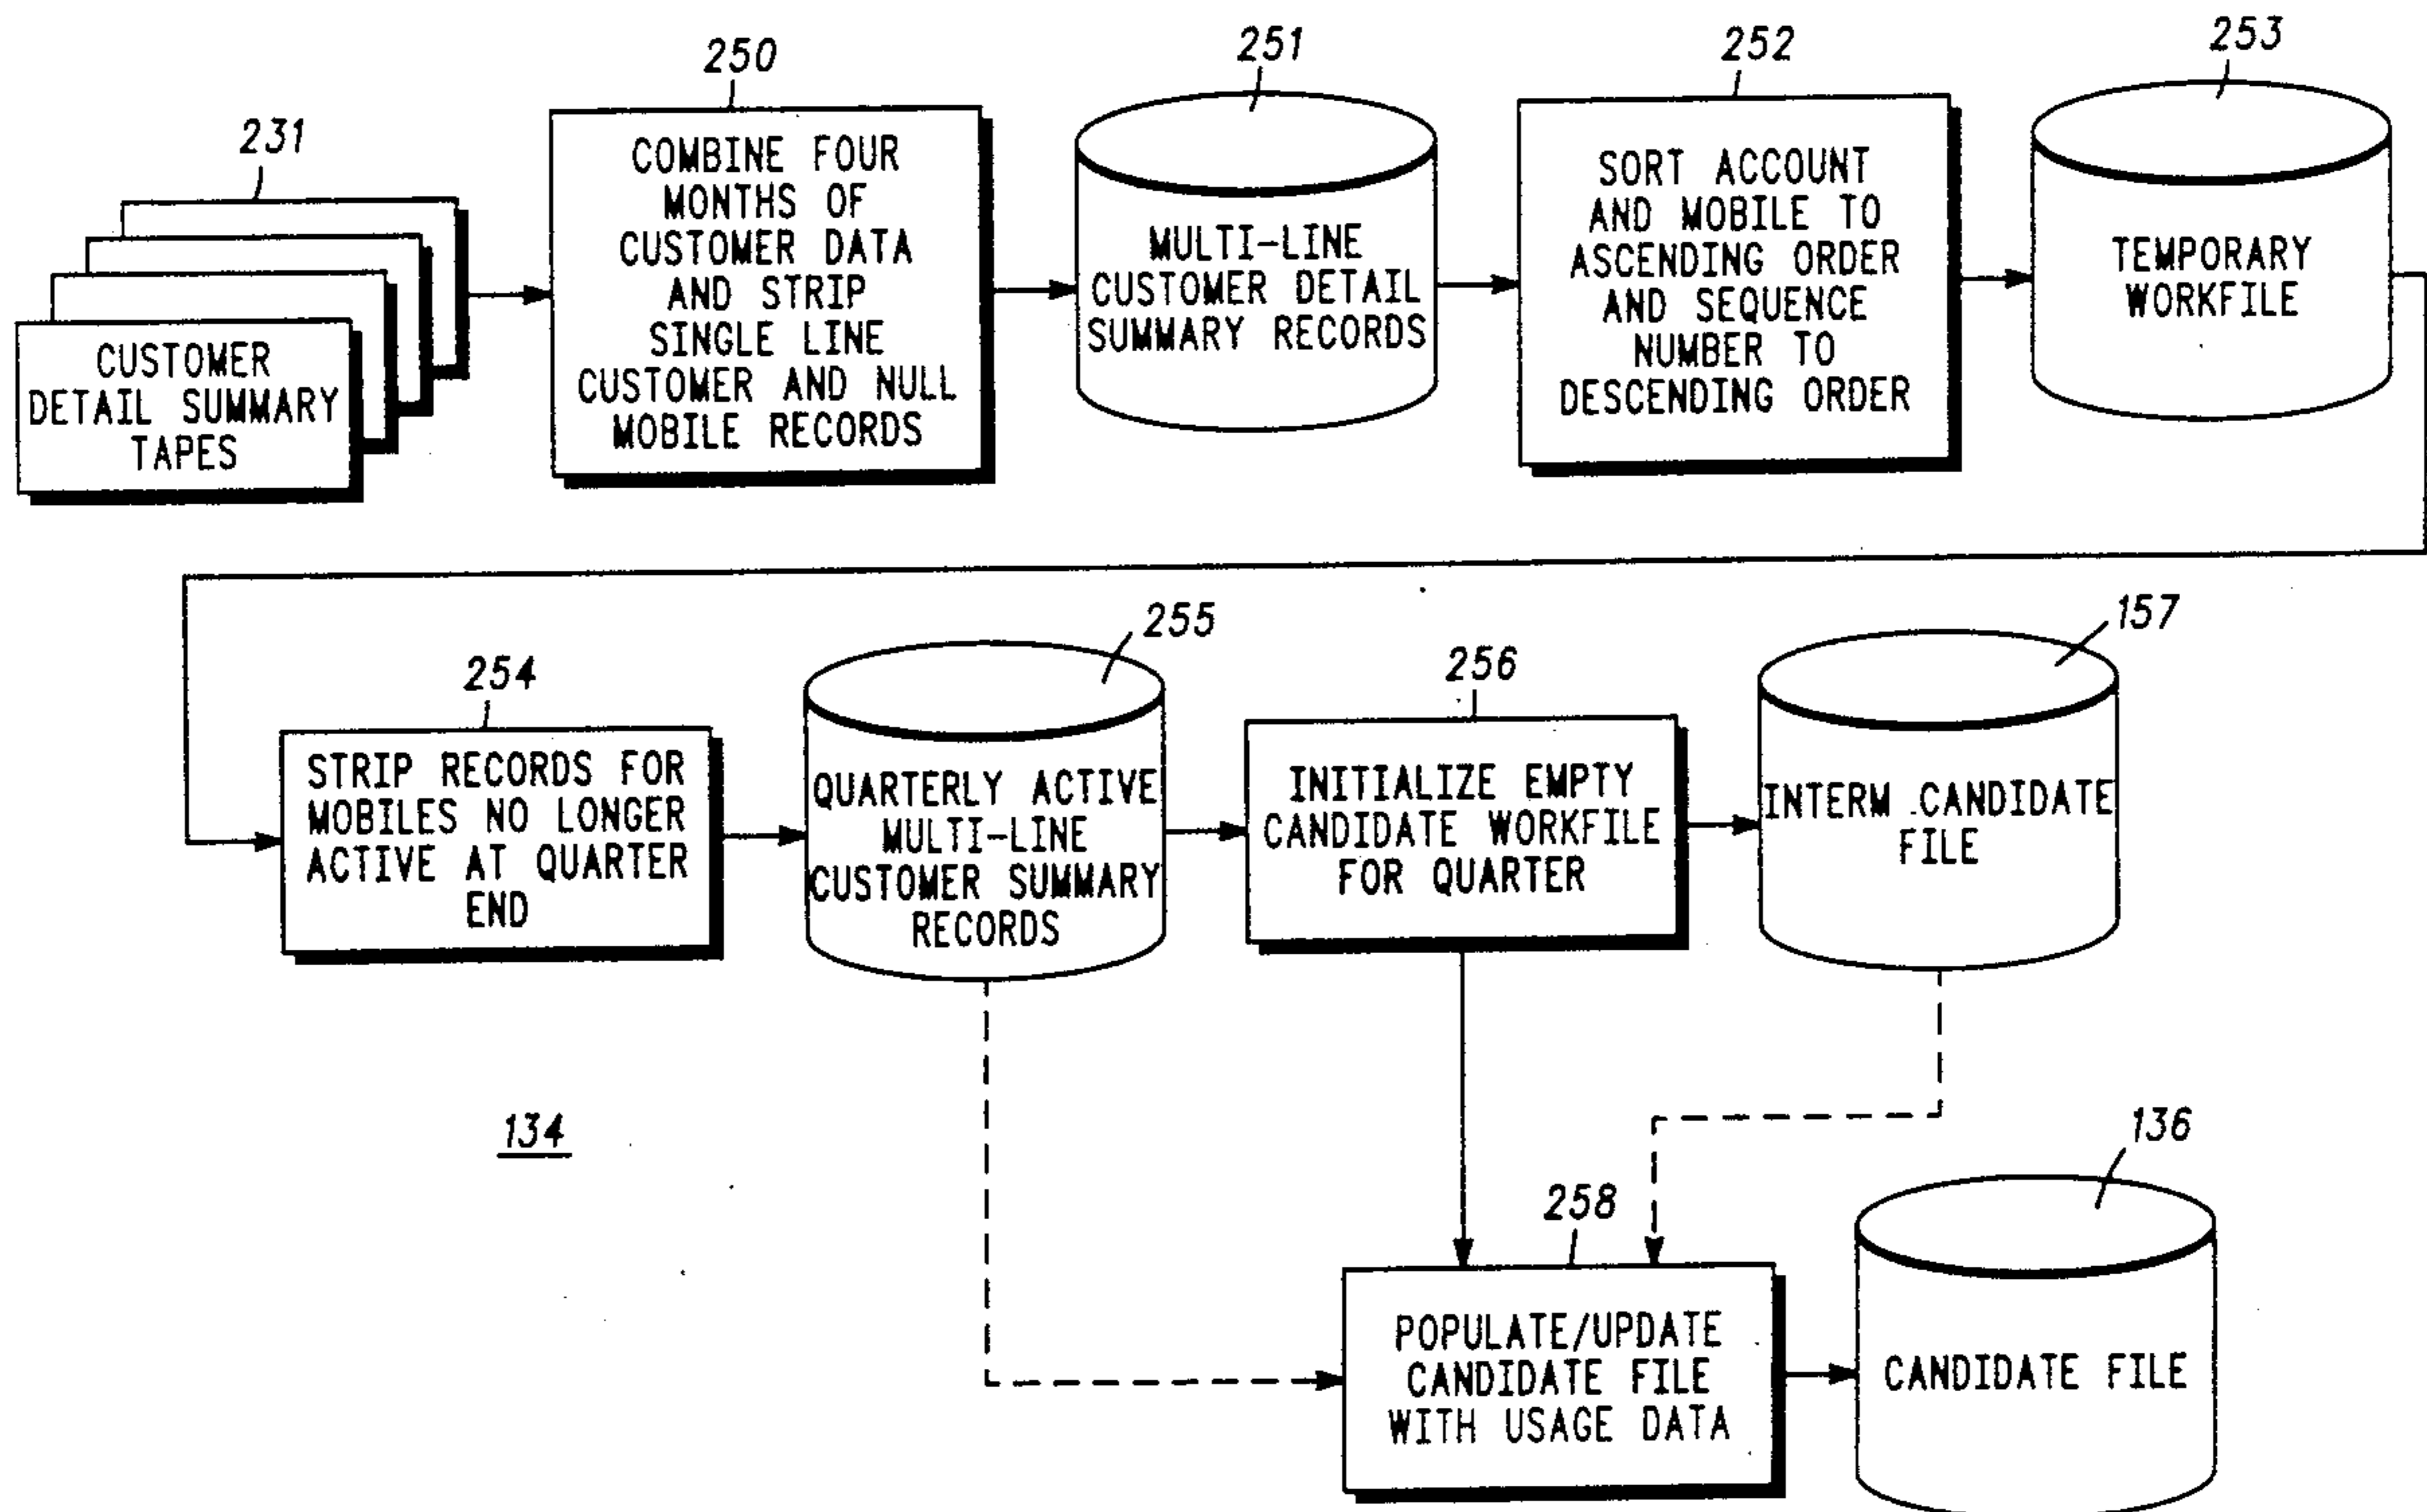 231
CUSTOMER
DETAIL SUMMARY
TAPES
250
COMBINE FOUR
MONTHS OF
CUSTOMER DATA
AND STRIP
SINGLE LINE
CUSTOMER AND NULL
MOBILE RECORDS
251
MULTI-LINE
CUSTOMER DETAIL
SUMMARY RECORDS
252
SORT ACCOUNT
AND MOBILE TO
ASCENDING ORDER
AND SEQUENCE
NUMBER TO
DESCENDING ORDER
253
TEMPORARY
WORKFILE
254
STRIP RECORDS FOR
MOBILES NO LONGER
ACTIVE AT QUARTER
END
255
QUARTERLY ACTIVE
MULTI-LINE
CUSTOMER SUMMARY
RECORDS
256
INITIALIZE EMPTY
CANDIDATE WORKFILE
FOR QUARTER
157
INTERM CANDIDATE
FILE
134
258
POPULATE/UPDATE
CANDIDATE FILE
WITH USAGE DATA
136
CANDIDATE FILE